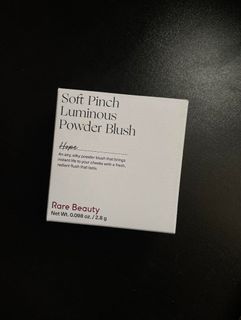 Soft Pinch
Luminous
Powder Blush
Hope
An airy, silky powder blush that brings
instant life to your cheeks with a fresh,
radiant flush that lasts.
Rare Beauty
Net Wt. 0.098 oz. / 2.8 g